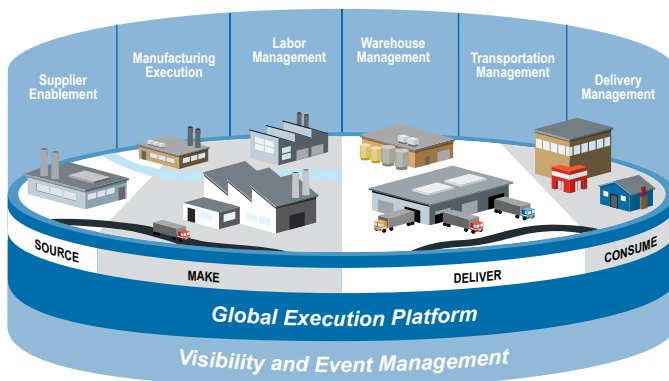 Supplier
Enablement
Manufacturing
Execution
Labor
Management
Warehouse
Management
Transportation
Management
Delivery
Management
SOURCE
MAKE
DELIVER
CONSUME
Global Execution Platform
Visibility and Event Management